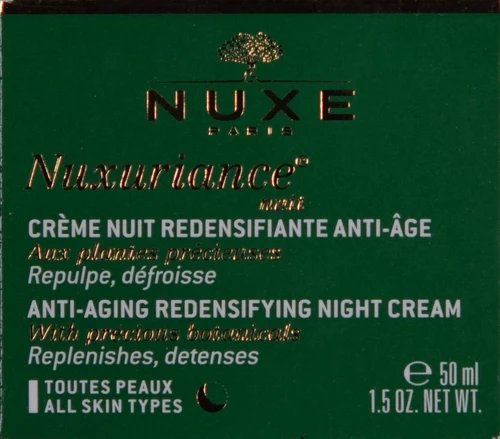 NUXE
PARIS
Nuxuriance®
nuit
CRÈME NUIT REDENSIFIANTE ANTI-ÂGE
Aux plantes précieuses
Repulpe, défroisse
ANTI-AGING REDENSIFYING NIGHT CREAM
With precious botanicals
Replenishes, detenses
TOUTES PEAUX
ALL SKIN TYPES
℮ 50 ml
1.5 OZ. NET WT.